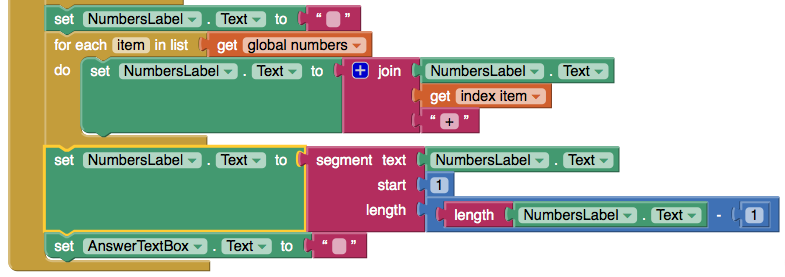 set NumbersLabel . Text to “ ”
for each item in list get global numbers
do set NumbersLabel . Text to join NumbersLabel . Text
get index item
“ + ”
set NumbersLabel . Text to segment text NumbersLabel . Text
start 1
length length NumbersLabel . Text - 1
set AnswerTextBox . Text to “ ”